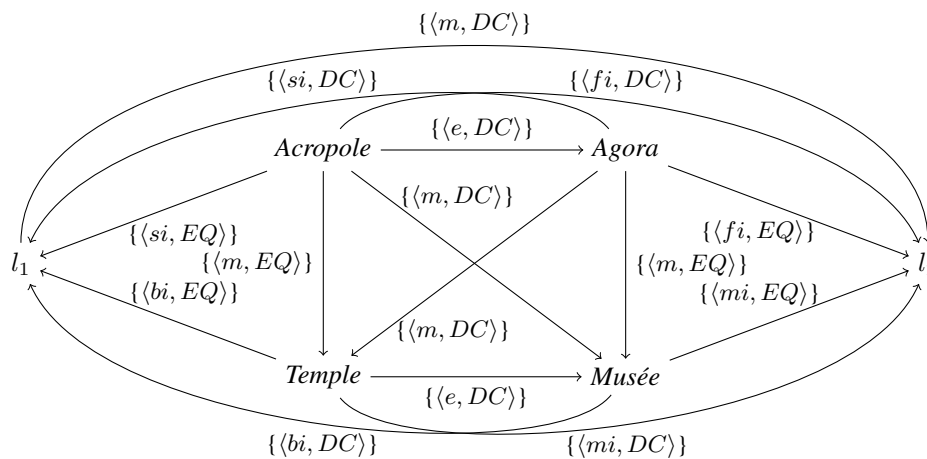 {⟨m, DC⟩}
{⟨si, DC⟩} {⟨fi, DC⟩}
{⟨e, DC⟩}
Acropole Agora
{⟨m, DC⟩}
{⟨si, EQ⟩} {⟨fi, EQ⟩}
l₁ {⟨m, EQ⟩} {⟨m, EQ⟩} l
{⟨bi, EQ⟩} {⟨mi, EQ⟩}
{⟨m, DC⟩}
Temple Musée
{⟨e, DC⟩}
{⟨bi, DC⟩} {⟨mi, DC⟩}